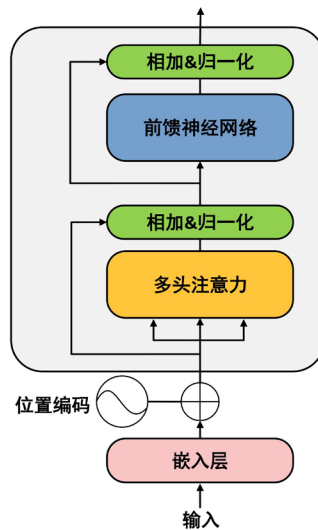 相加&归一化
前馈神经网络
相加&归一化
多头注意力
位置编码
嵌入层
输入